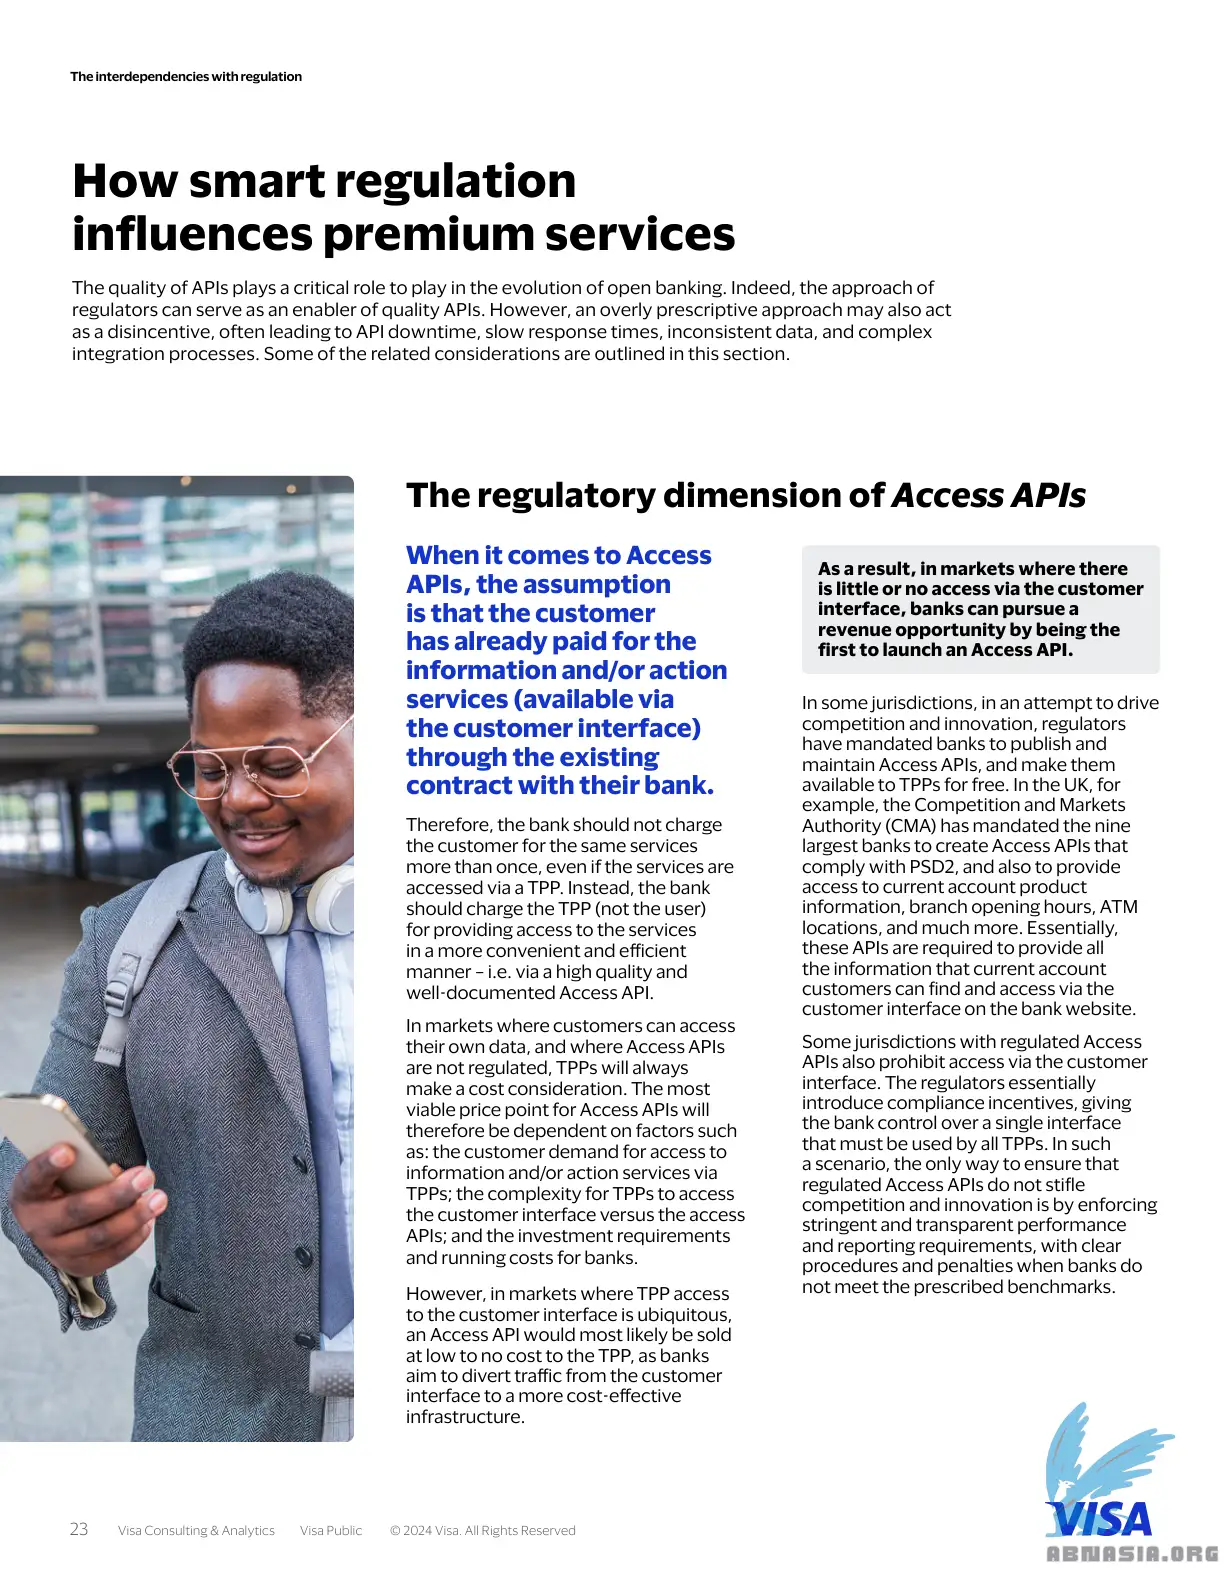 The interdependencies with regulation
How smart regulation
influences premium services
The quality of APIs plays a critical role to play in the evolution of open banking. Indeed, the approach of
regulators can serve as an enabler of quality APIs. However, an overly prescriptive approach may also act
as a disincentive, often leading to API downtime, slow response times, inconsistent data, and complex
integration processes. Some of the related considerations are outlined in this section.
The regulatory dimension of Access APIs
When it comes to Access
APIs, the assumption
is that the customer
has already paid for the
information and/or action
services (available via
the customer interface)
through the existing
contract with their bank.
Therefore, the bank should not charge
the customer for the same services
more than once, even if the services are
accessed via a TPP. Instead, the bank
should charge the TPP (not the user)
for providing access to the services
in a more convenient and efficient
manner – i.e. via a high quality and
well-documented Access API.
In markets where customers can access
their own data, and where Access APIs
are not regulated, TPPs will always
make a cost consideration. The most
viable price point for Access APIs will
therefore be dependent on factors such
as: the customer demand for access to
information and/or action services via
TPPs; the complexity for TPPs to access
the customer interface versus the access
APIs; and the investment requirements
and running costs for banks.
However, in markets where TPP access
to the customer interface is ubiquitous,
an Access API would most likely be sold
at low to no cost to the TPP, as banks
aim to divert traffic from the customer
interface to a more cost-effective
infrastructure.
As a result, in markets where there
is little or no access via the customer
interface, banks can pursue a
revenue opportunity by being the
first to launch an Access API.
In some jurisdictions, in an attempt to drive
competition and innovation, regulators
have mandated banks to publish and
maintain Access APIs, and make them
available to TPPs for free. In the UK, for
example, the Competition and Markets
Authority (CMA) has mandated the nine
largest banks to create Access APIs that
comply with PSD2, and also to provide
access to current account product
information, branch opening hours, ATM
locations, and much more. Essentially,
these APIs are required to provide all
the information that current account
customers can find and access via the
customer interface on the bank website.
Some jurisdictions with regulated Access
APIs also prohibit access via the customer
interface. The regulators essentially
introduce compliance incentives, giving
the bank control over a single interface
that must be used by all TPPs. In such
a scenario, the only way to ensure that
regulated Access APIs do not stifle
competition and innovation is by enforcing
stringent and transparent performance
and reporting requirements, with clear
procedures and penalties when banks do
not meet the prescribed benchmarks.
23 Visa Consulting & Analytics Visa Public © 2024 Visa. All Rights Reserved
VISA
ABNASIA.ORG